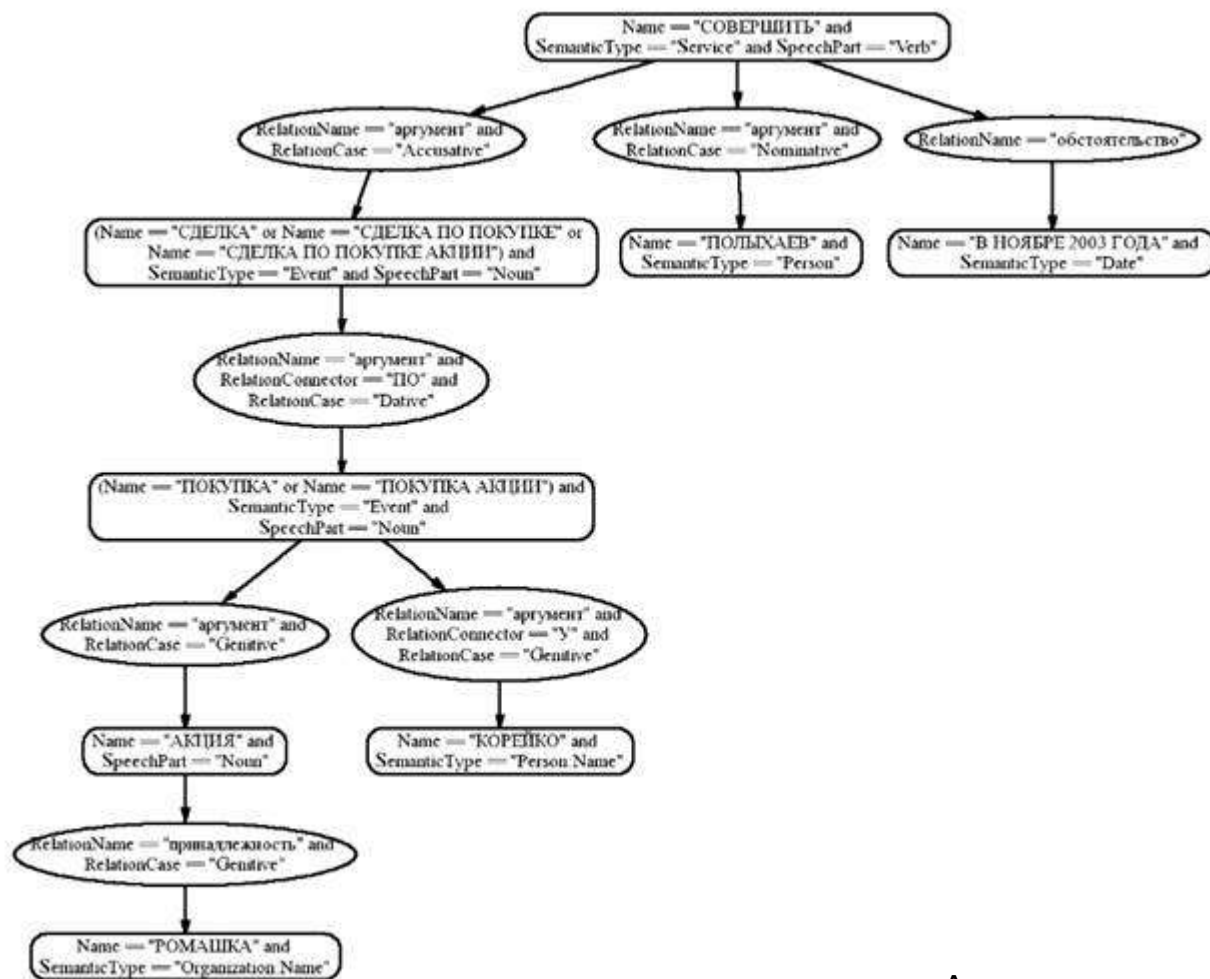 Name == "СОВЕРШИТЬ" and
SemanticType == "Service" and SpeechPart == "Verb"
RelationName == "аргумент" and
RelationCase == "Accusative"
RelationName == "аргумент" and
RelationCase == "Nominative"
RelationName == "обстоятельство"
(Name == "СДЕЛКА" or Name == "СДЕЛКА ПО ПОКУПКЕ" or
Name == "СДЕЛКА ПО ПОКУПКЕ АКЦИИ") and
SemanticType == "Event" and SpeechPart == "Noun"
Name == "ПОЛЫХАЕВ" and
SemanticType == "Person"
Name == "В НОЯБРЕ 2003 ГОДА" and
SemanticType == "Date"
RelationName == "аргумент" and
RelationConnector == "ПО" and
RelationCase == "Dative"
(Name == "ПОКУПКА" or Name == "ПОКУПКА АКЦИИ") and
SemanticType == "Event" and
SpeechPart == "Noun"
RelationName == "аргумент" and
RelationCase == "Genitive"
RelationName == "аргумент" and
RelationConnector == "У" and
RelationCase == "Genitive"
Name == "АКЦИЯ" and
SpeechPart == "Noun"
Name == "КОРЕЙКО" and
SemanticType == "Person.Name"
RelationName == "принадлежность" and
RelationCase == "Genitive"
Name == "РОМАШКА" and
SemanticType == "Organization.Name"